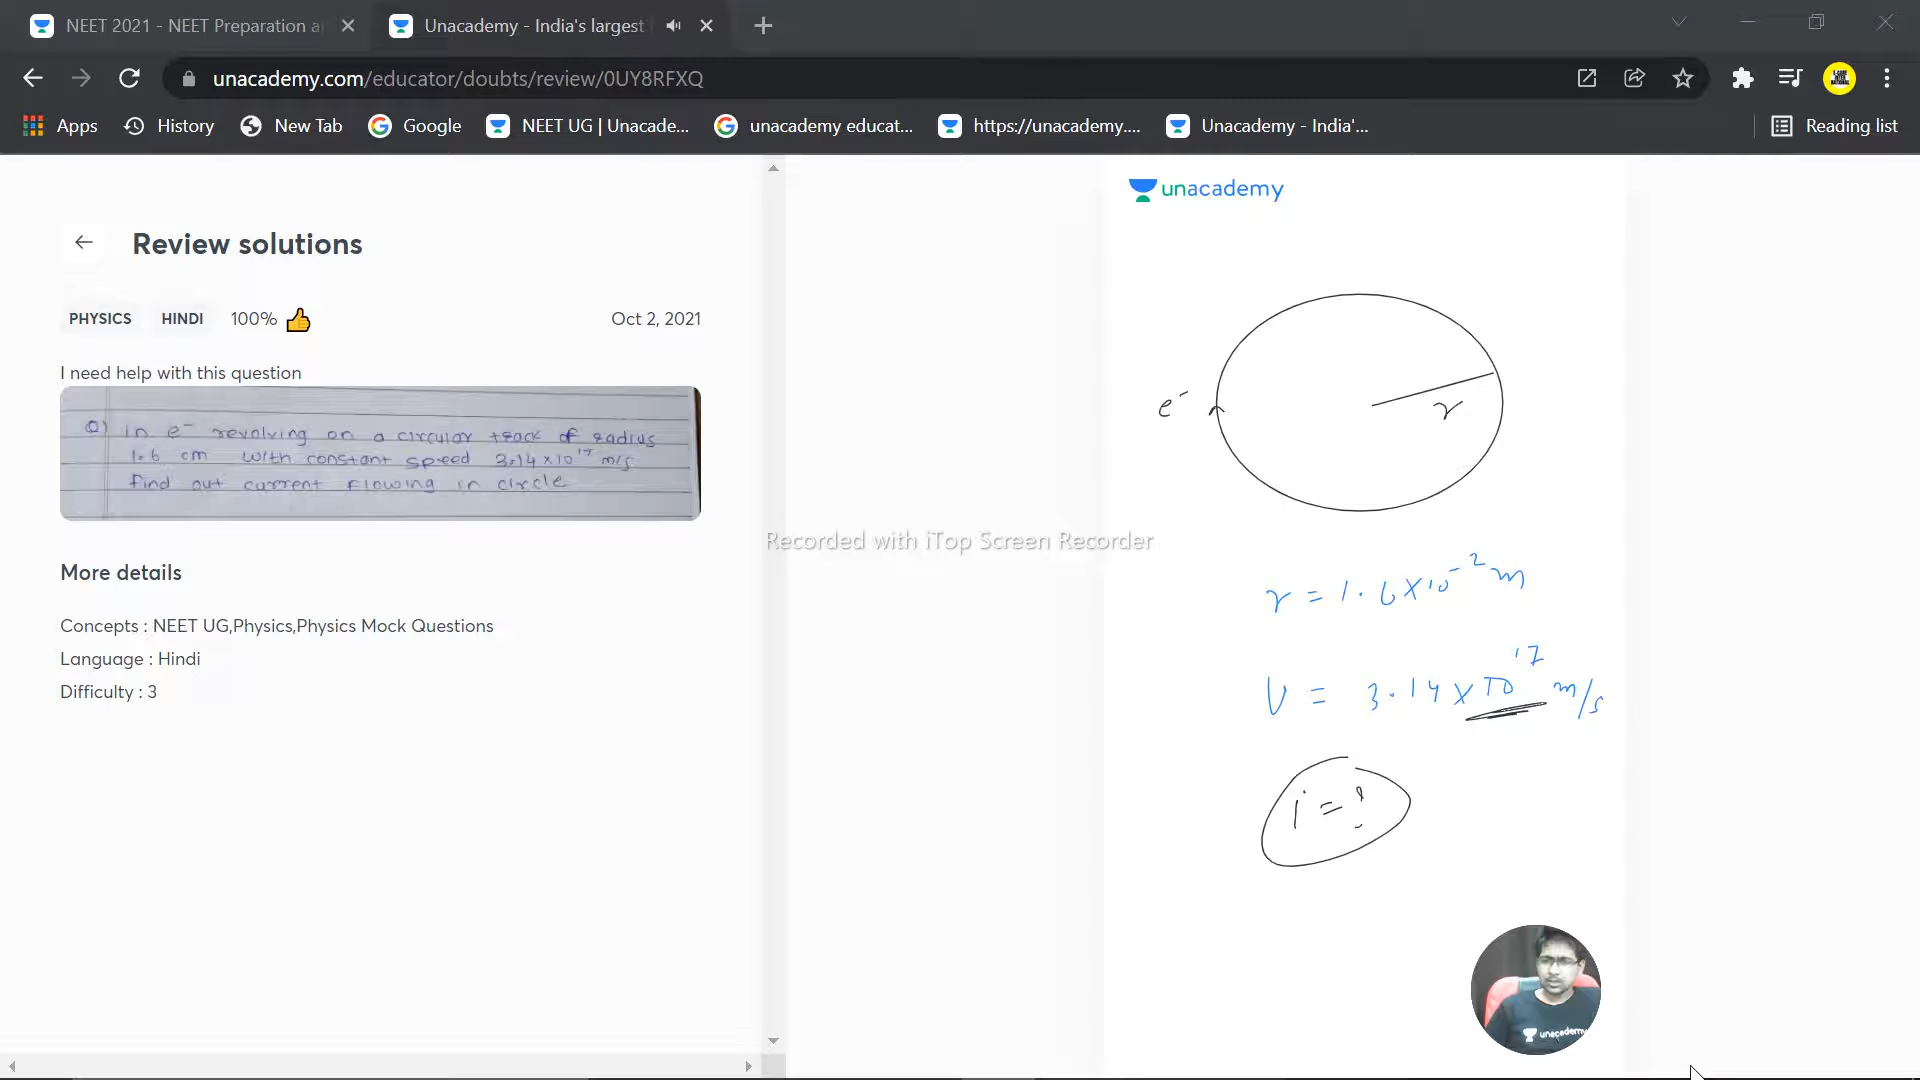 NEET 2021 - NEET Preparation a
Unacademy - India's largest
unacademy.com/educator/doubts/review/0UY8RFXQ
Apps
History
New Tab
Google
NEET UG | Unacade...
unacademy educat...
https://unacademy....
Unacademy - India'...
Reading list
Review solutions
PHYSICS
HINDI
100%
Oct 2, 2021
I need help with this question
Q) In e⁻ revolving on a circular track of radius
1.6 cm with constant speed 3.14 × 10¹⁷ m/s
find out current flowing in circle
More details
Concepts : NEET UG,Physics,Physics Mock Questions
Language : Hindi
Difficulty : 3
unacademy
e⁻
r
Recorded with iTop Screen Recorder
r = 1.6 × 10⁻² m
V = 3.14 × 10¹⁷ m/s
i = ?
unacademy